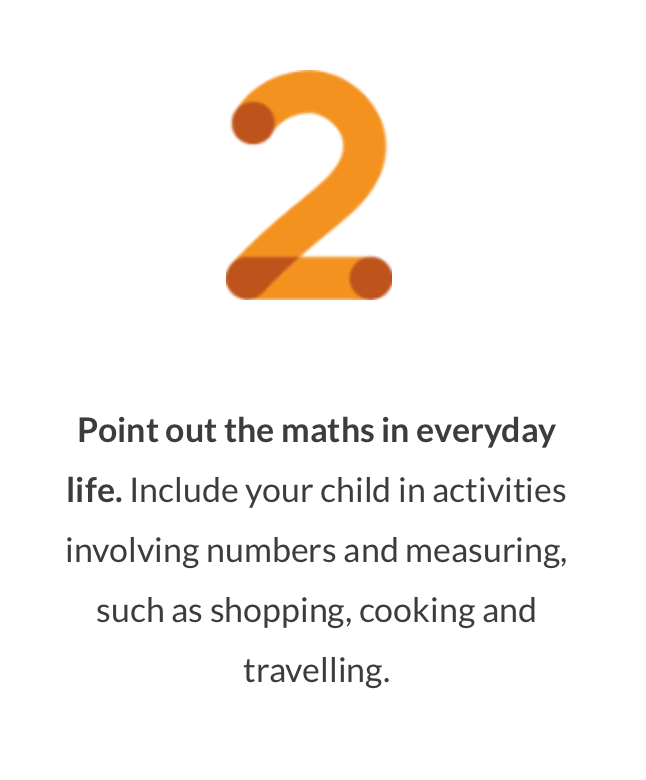 2
Point out the maths in everyday
life. Include your child in activities
involving numbers and measuring,
such as shopping, cooking and
travelling.